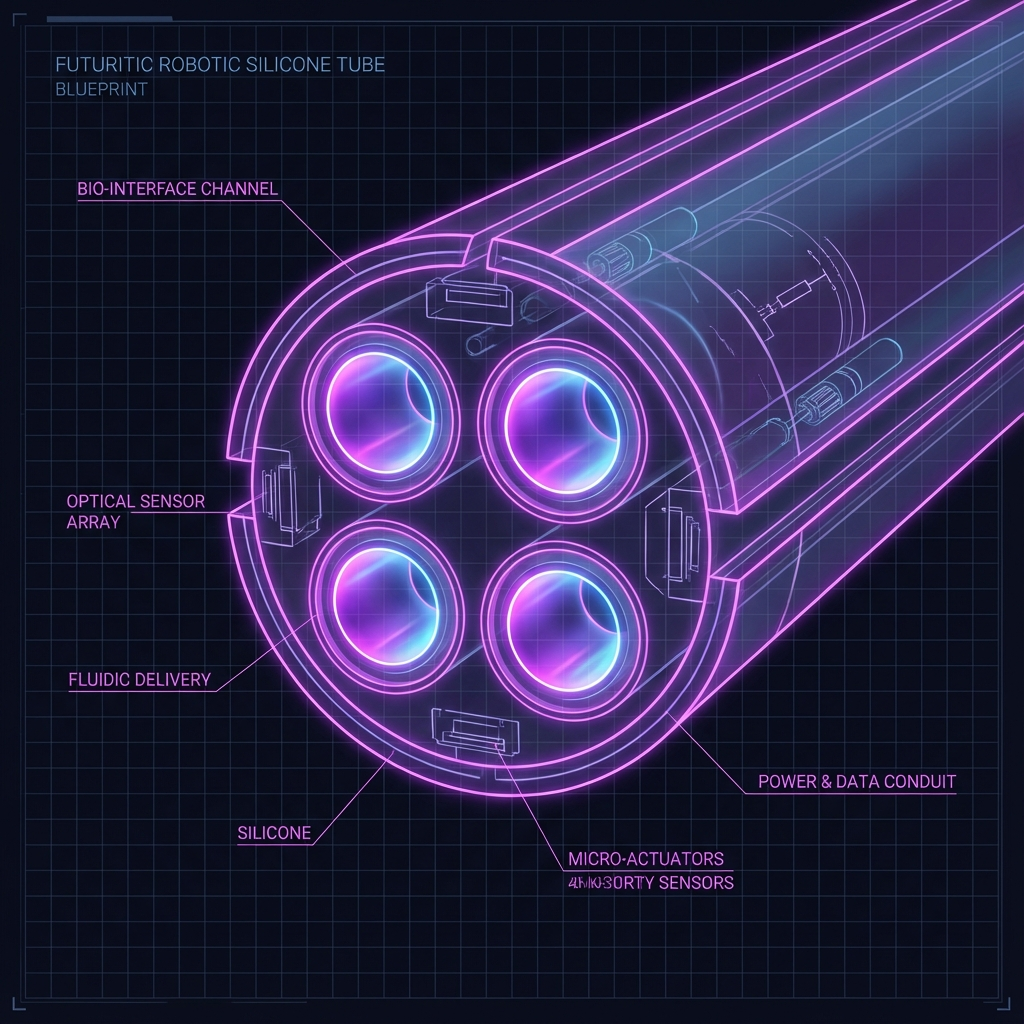 FUTURITIC ROBOTIC SILICONE TUBE
BLUEPRINT
BIO-INTERFACE CHANNEL
OPTICAL SENSOR
ARRAY
FLUIDIC DELIVERY
SILICONE
POWER & DATA CONDUIT
MICRO-ACTUATORS
SENSORS